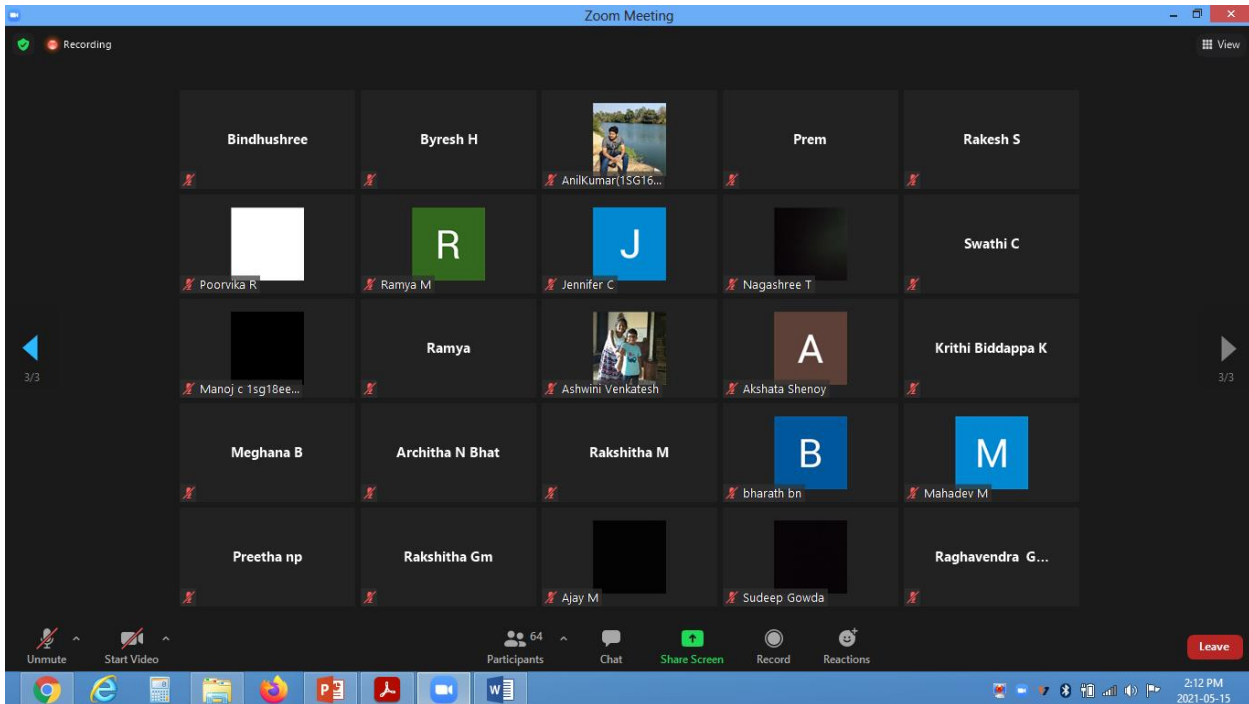 Zoom Meeting
Recording
View
Bindhushree
Byresh H
AnilKumar(1SG16...
Prem
Rakesh S
Poorvika R
R
Ramya M
J
Jennifer C
Nagashree T
Swathi C
3/3
Manoj c 1sg18ee...
Ramya
Ashwini Venkatesh
A
Akshata Shenoy
Krithi Biddappa K
3/3
Meghana B
Architha N Bhat
Rakshitha M
B
bharath bn
M
Mahadev M
Preetha np
Rakshitha Gm
Ajay M
Sudeep Gowda
Raghavendra G...
Unmute
Start Video
64
Participants
Chat
Share Screen
Record
Reactions
Leave
2:12 PM
2021-05-15